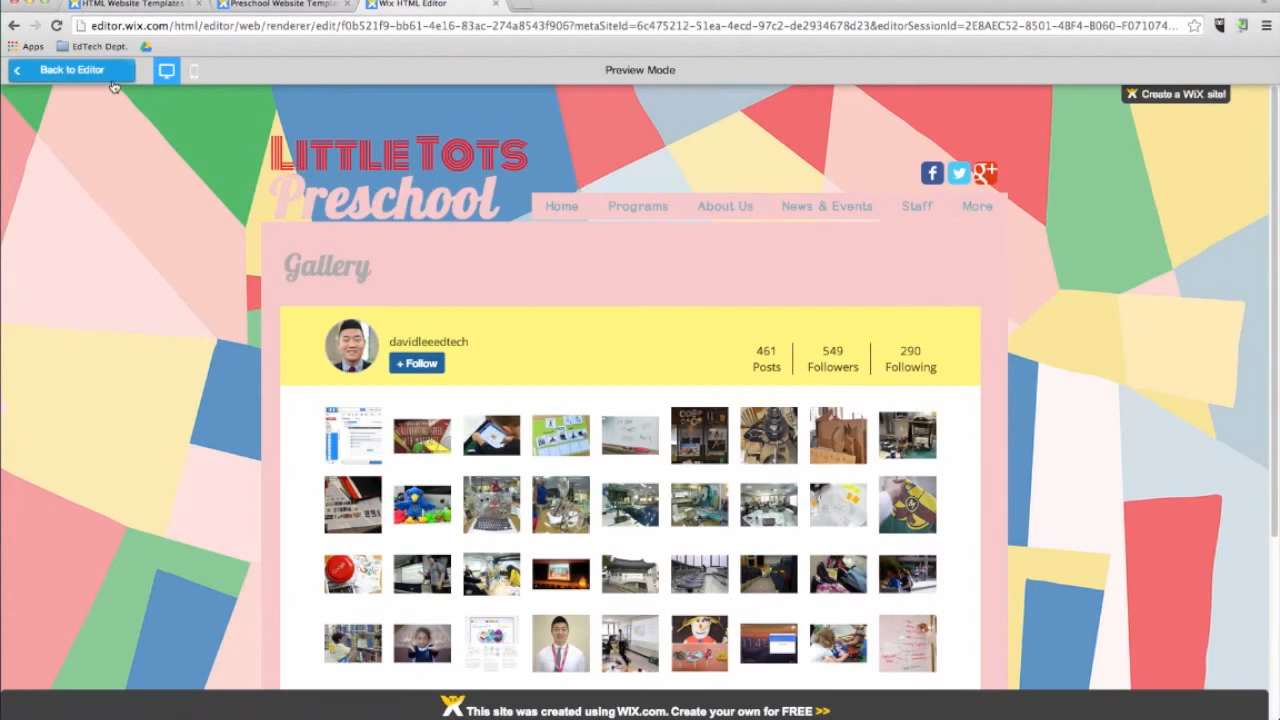 HTML Website Templates
Preschool Website Templ
Wix HTML Editor
editor.wix.com/html/editor/web/renderer/edit/f0b521f9-bb61-4e16-83ac-274a8543f906?metaSiteId=6c475212-51ea-4ecd-97c2-de2934678d23&editorSessionId=2E8AEC52-8501-4BF4-B060-F071074...
Apps EdTech Dept.
Back to Editor
Preview Mode
Create a WiX site!
LITTLE TOTS
Preschool
Home Programs About Us News & Events Staff More
Gallery
davidleeedtech
+ Follow
461 549 290
Posts Followers Following
This site was created using WIX.com. Create your own for FREE >>